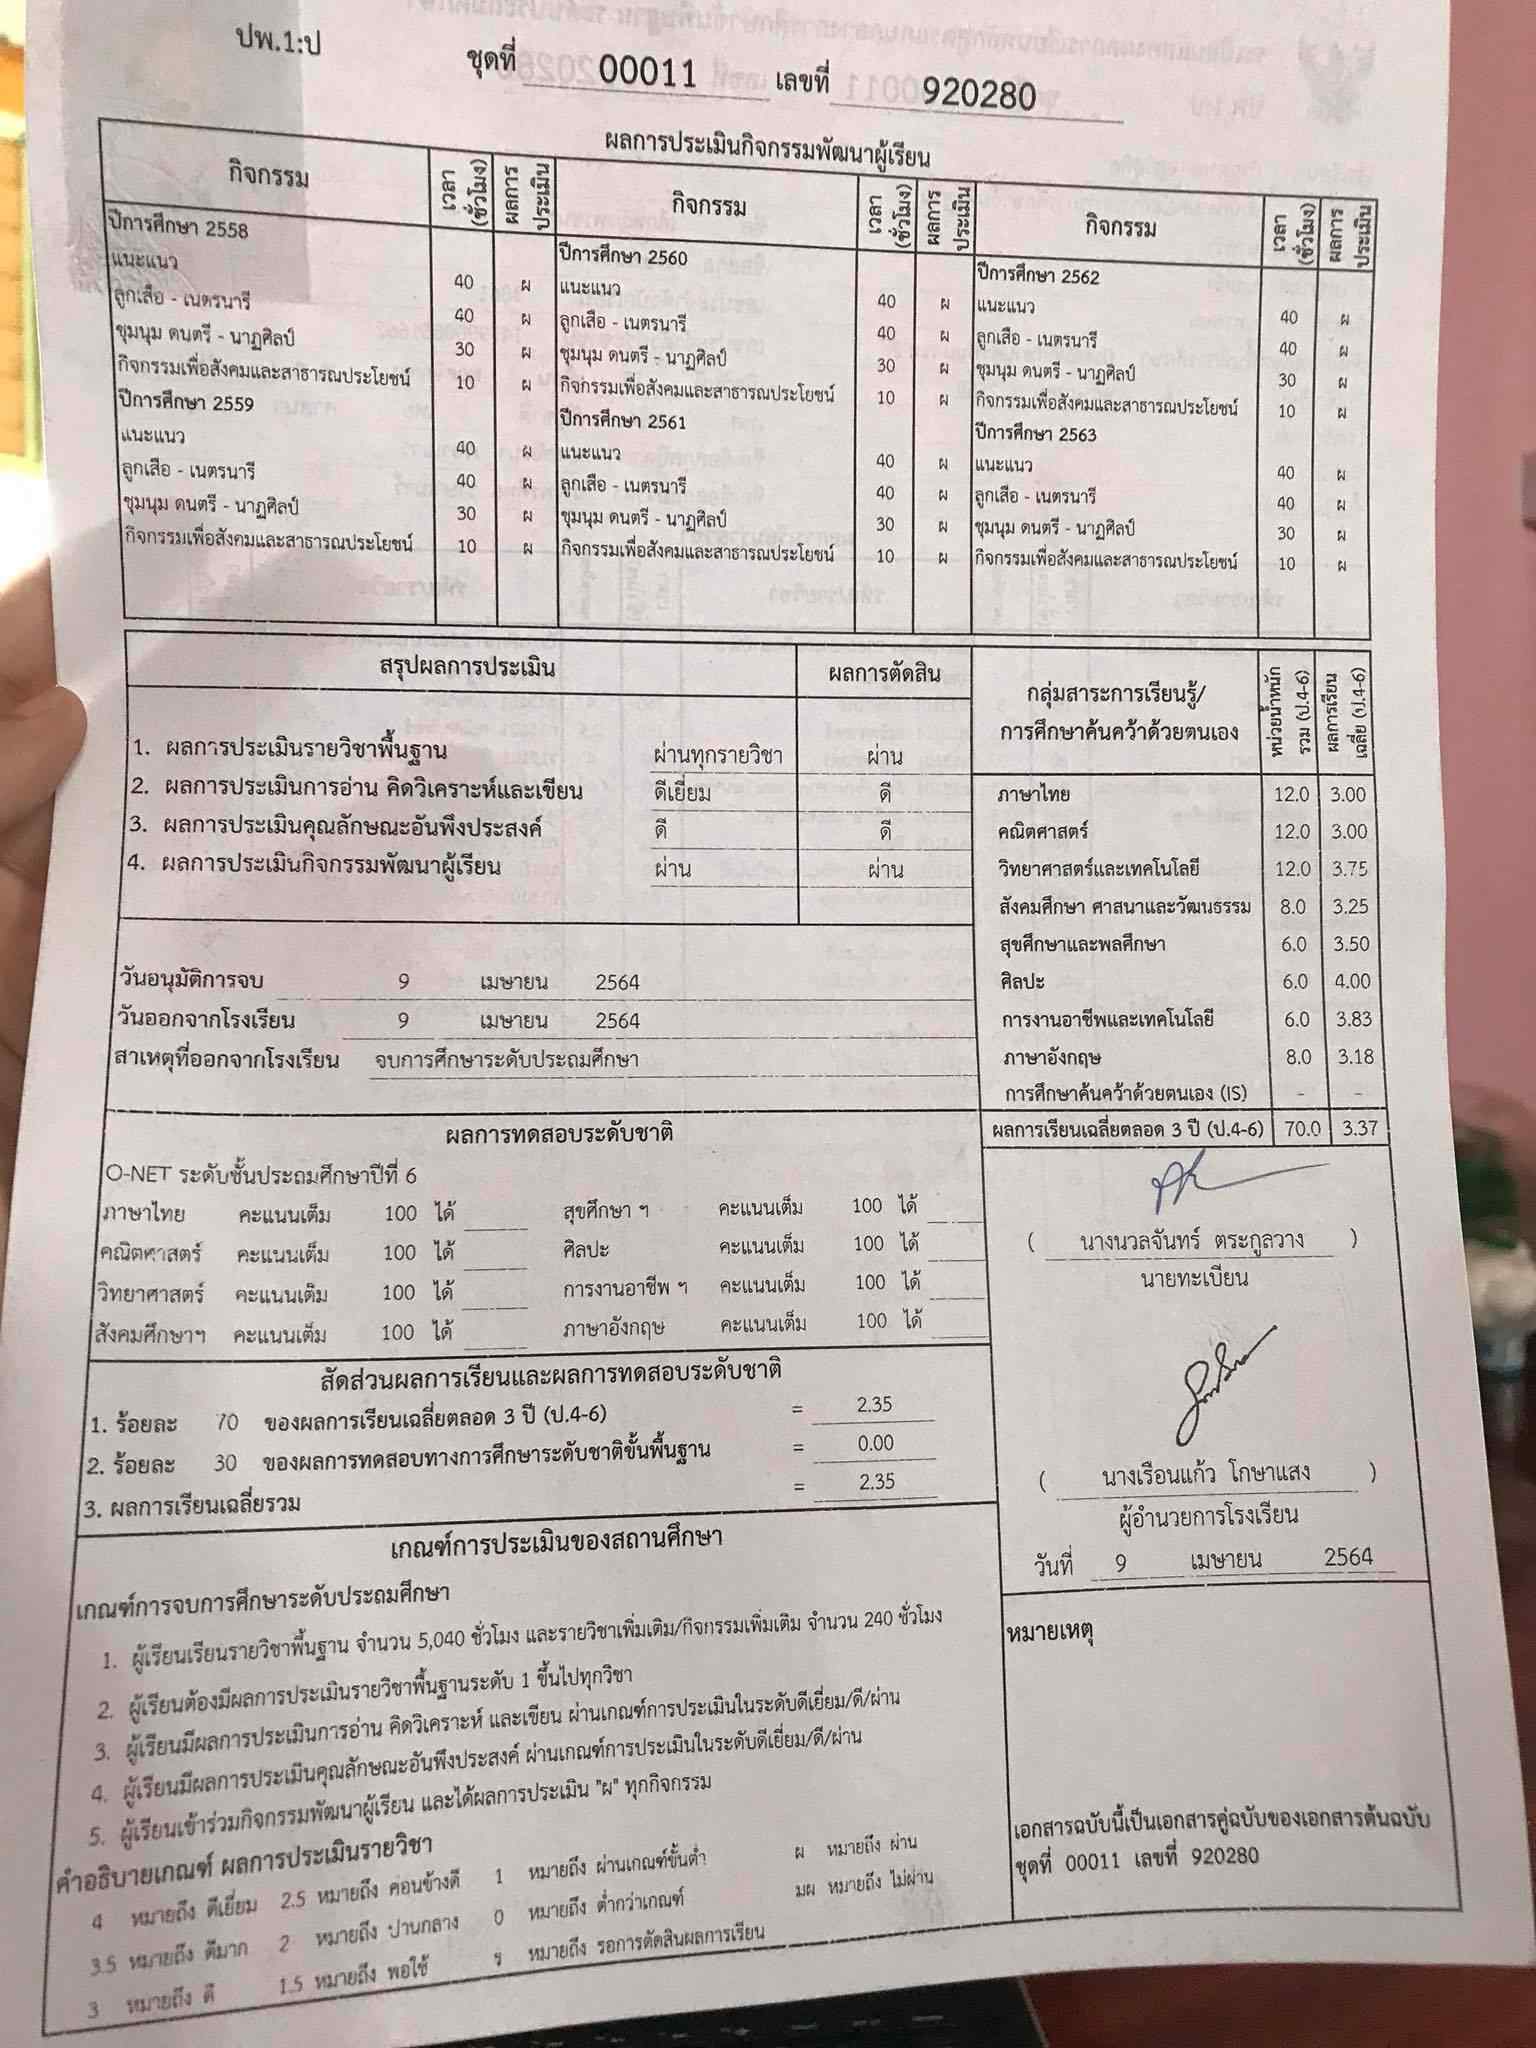 ปพ.1:ป
ชุดที่ 00011 เลขที่ 920280
ผลการประเมินกิจกรรมพัฒนาผู้เรียน
กิจกรรม เวลา (ชั่วโมง) ผลการประเมิน กิจกรรม เวลา (ชั่วโมง) ผลการประเมิน กิจกรรม เวลา (ชั่วโมง) ผลการประเมิน
ปีการศึกษา 2558
แนะแนว 40 ผ
ลูกเสือ - เนตรนารี 40 ผ
ชุมนุม ดนตรี - นาฏศิลป์ 30 ผ
กิจกรรมเพื่อสังคมและสาธารณประโยชน์ 10 ผ
ปีการศึกษา 2559
แนะแนว 40 ผ
ลูกเสือ - เนตรนารี 40 ผ
ชุมนุม ดนตรี - นาฏศิลป์ 30 ผ
กิจกรรมเพื่อสังคมและสาธารณประโยชน์ 10 ผ
ปีการศึกษา 2560
แนะแนว 40 ผ
ลูกเสือ - เนตรนารี 40 ผ
ชุมนุม ดนตรี - นาฏศิลป์ 30 ผ
กิจกรรมเพื่อสังคมและสาธารณประโยชน์ 10 ผ
ปีการศึกษา 2561
แนะแนว 40 ผ
ลูกเสือ - เนตรนารี 40 ผ
ชุมนุม ดนตรี - นาฏศิลป์ 30 ผ
กิจกรรมเพื่อสังคมและสาธารณประโยชน์ 10 ผ
ปีการศึกษา 2562
แนะแนว 40 ผ
ลูกเสือ - เนตรนารี 40 ผ
ชุมนุม ดนตรี - นาฏศิลป์ 30 ผ
กิจกรรมเพื่อสังคมและสาธารณประโยชน์ 10 ผ
ปีการศึกษา 2563
แนะแนว 40 ผ
ลูกเสือ - เนตรนารี 40 ผ
ชุมนุม ดนตรี - นาฏศิลป์ 30 ผ
กิจกรรมเพื่อสังคมและสาธารณประโยชน์ 10 ผ
สรุปผลการประเมิน ผลการตัดสิน
1. ผลการประเมินรายวิชาพื้นฐาน ผ่านทุกรายวิชา ผ่าน
2. ผลการประเมินการอ่าน คิดวิเคราะห์และเขียน ดีเยี่ยม ดี
3. ผลการประเมินคุณลักษณะอันพึงประสงค์ ดี ดี
4. ผลการประเมินกิจกรรมพัฒนาผู้เรียน ผ่าน ผ่าน
วันอนุมัติการจบ 9 เมษายน 2564
วันออกจากโรงเรียน 9 เมษายน 2564
สาเหตุที่ออกจากโรงเรียน จบการศึกษาระดับประถมศึกษา
กลุ่มสาระการเรียนรู้/
การศึกษาค้นคว้าด้วยตนเอง
หน่วยน้ำหนัก
รวม (ป.4-6)
ผลการเรียน
เฉลี่ย (ป.4-6)
ภาษาไทย 12.0 3.00
คณิตศาสตร์ 12.0 3.00
วิทยาศาสตร์และเทคโนโลยี 12.0 3.75
สังคมศึกษา ศาสนาและวัฒนธรรม 8.0 3.25
สุขศึกษาและพลศึกษา 6.0 3.50
ศิลปะ 6.0 4.00
การงานอาชีพและเทคโนโลยี 6.0 3.83
ภาษาอังกฤษ 8.0 3.18
การศึกษาค้นคว้าด้วยตนเอง (IS) - -
ผลการเรียนเฉลี่ยตลอด 3 ปี (ป.4-6) 70.0 3.37
ผลการทดสอบระดับชาติ
O-NET ระดับชั้นประถมศึกษาปีที่ 6
ภาษาไทย คะแนนเต็ม 100 ได้ สุขศึกษา ฯ คะแนนเต็ม 100 ได้
คณิตศาสตร์ คะแนนเต็ม 100 ได้ ศิลปะ คะแนนเต็ม 100 ได้
วิทยาศาสตร์ คะแนนเต็ม 100 ได้ การงานอาชีพ ฯ คะแนนเต็ม 100 ได้
สังคมศึกษาฯ คะแนนเต็ม 100 ได้ ภาษาอังกฤษ คะแนนเต็ม 100 ได้
สัดส่วนผลการเรียนและผลการทดสอบระดับชาติ
1. ร้อยละ 70 ของผลการเรียนเฉลี่ยตลอด 3 ปี (ป.4-6) = 2.35
2. ร้อยละ 30 ของผลการทดสอบทางการศึกษาระดับชาติขั้นพื้นฐาน = 0.00
3. ผลการเรียนเฉลี่ยรวม = 2.35
( นางนวลจันทร์ ตระกูลวาง )
นายทะเบียน
( นางเรือนแก้ว โกษาแสง )
ผู้อำนวยการโรงเรียน
วันที่ 9 เมษายน 2564
เกณฑ์การประเมินของสถานศึกษา
เกณฑ์การจบการศึกษาระดับประถมศึกษา
1. ผู้เรียนเรียนรายวิชาพื้นฐาน จำนวน 5,040 ชั่วโมง และรายวิชาเพิ่มเติม/กิจกรรมเพิ่มเติม จำนวน 240 ชั่วโมง
2. ผู้เรียนต้องมีผลการประเมินรายวิชาพื้นฐานระดับ 1 ขึ้นไปทุกวิชา
3. ผู้เรียนมีผลการประเมินการอ่าน คิดวิเคราะห์ และเขียน ผ่านเกณฑ์การประเมินในระดับดีเยี่ยม/ดี/ผ่าน
4. ผู้เรียนมีผลการประเมินคุณลักษณะอันพึงประสงค์ ผ่านเกณฑ์การประเมินในระดับดีเยี่ยม/ดี/ผ่าน
5. ผู้เรียนเข้าร่วมกิจกรรมพัฒนาผู้เรียน และได้ผลการประเมิน "ผ" ทุกกิจกรรม
คำอธิบายเกณฑ์ ผลการประเมินรายวิชา
4 หมายถึง ดีเยี่ยม 2.5 หมายถึง ค่อนข้างดี 1 หมายถึง ผ่านเกณฑ์ขั้นต่ำ ผ หมายถึง ผ่าน
3.5 หมายถึง ดีมาก 2 หมายถึง ปานกลาง 0 หมายถึง ต่ำกว่าเกณฑ์ มผ หมายถึง ไม่ผ่าน
3 หมายถึง ดี 1.5 หมายถึง พอใช้ ร หมายถึง รอการตัดสินผลการเรียน
หมายเหตุ
เอกสารฉบับนี้เป็นเอกสารคู่ฉบับของเอกสารต้นฉบับ
ชุดที่ 00011 เลขที่ 920280